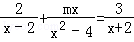 2/(x−2) + mx/(x²−4) = 3/(x+2)